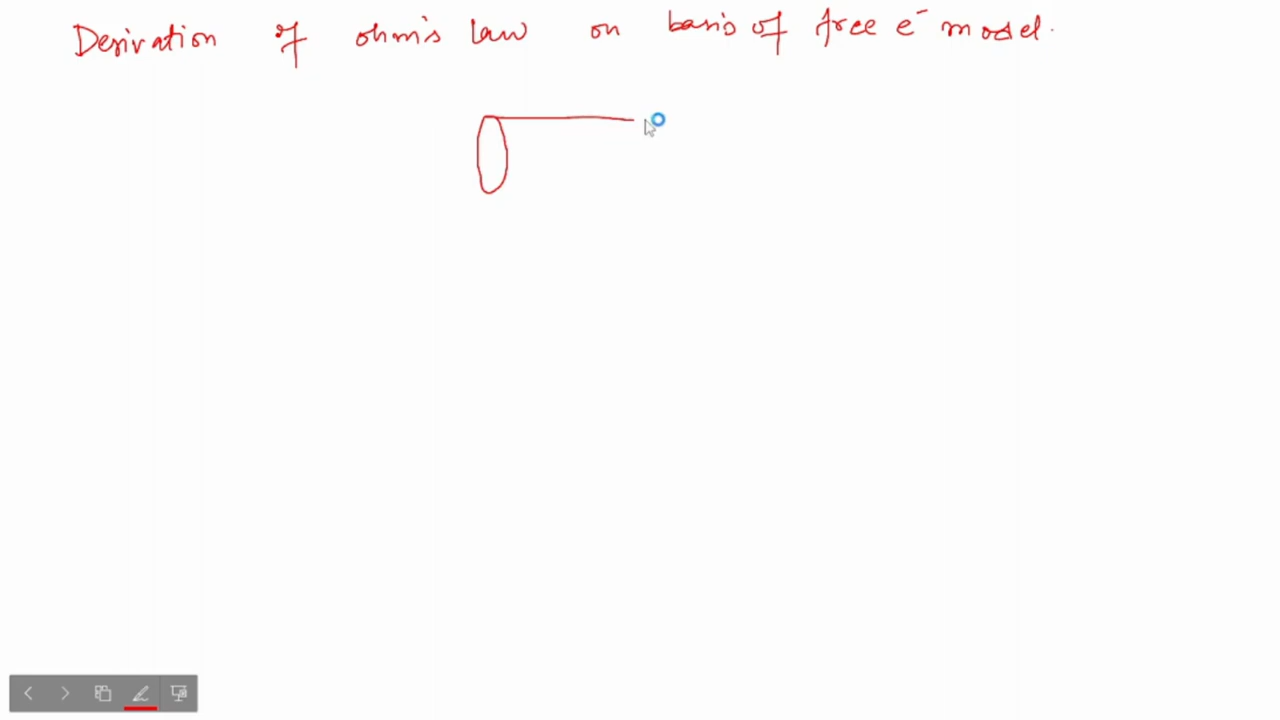 Derivation of ohm's law on basis of free e⁻ model.